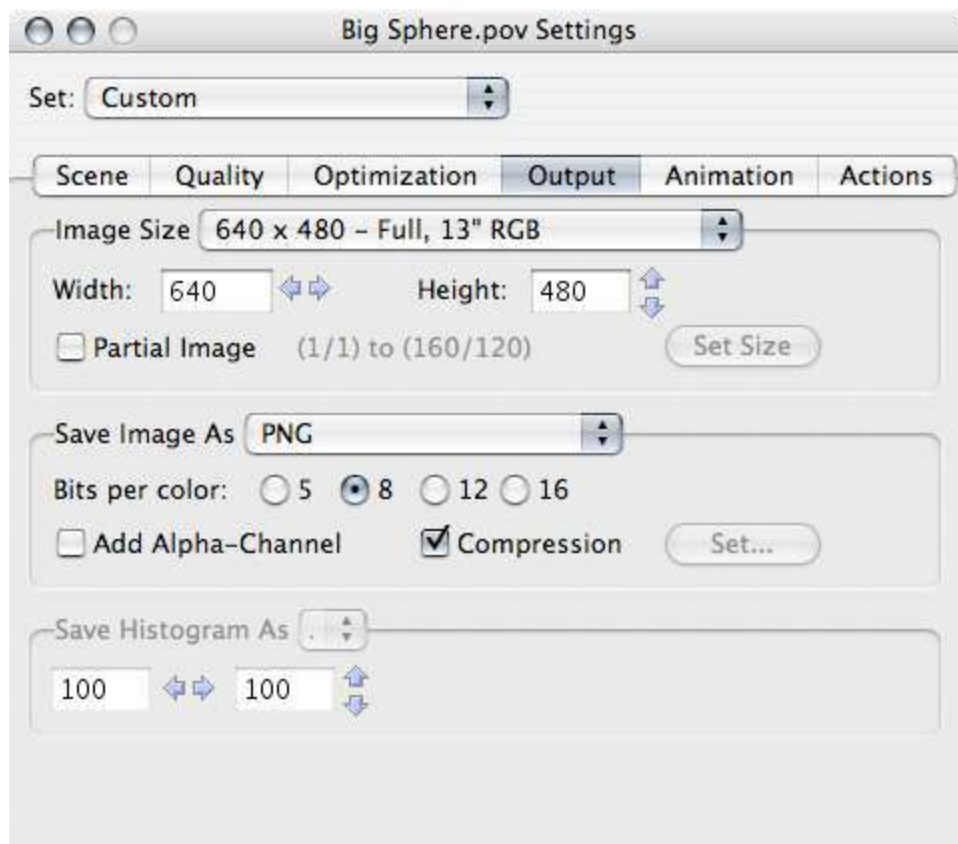 Big Sphere.pov Settings
Set: Custom
Scene Quality Optimization Output Animation Actions
Image Size 640 x 480 – Full, 13" RGB
Width: 640 Height: 480
Partial Image (1/1) to (160/120) Set Size
Save Image As PNG
Bits per color: 5 8 12 16
Add Alpha-Channel Compression Set...
Save Histogram As .
100 100